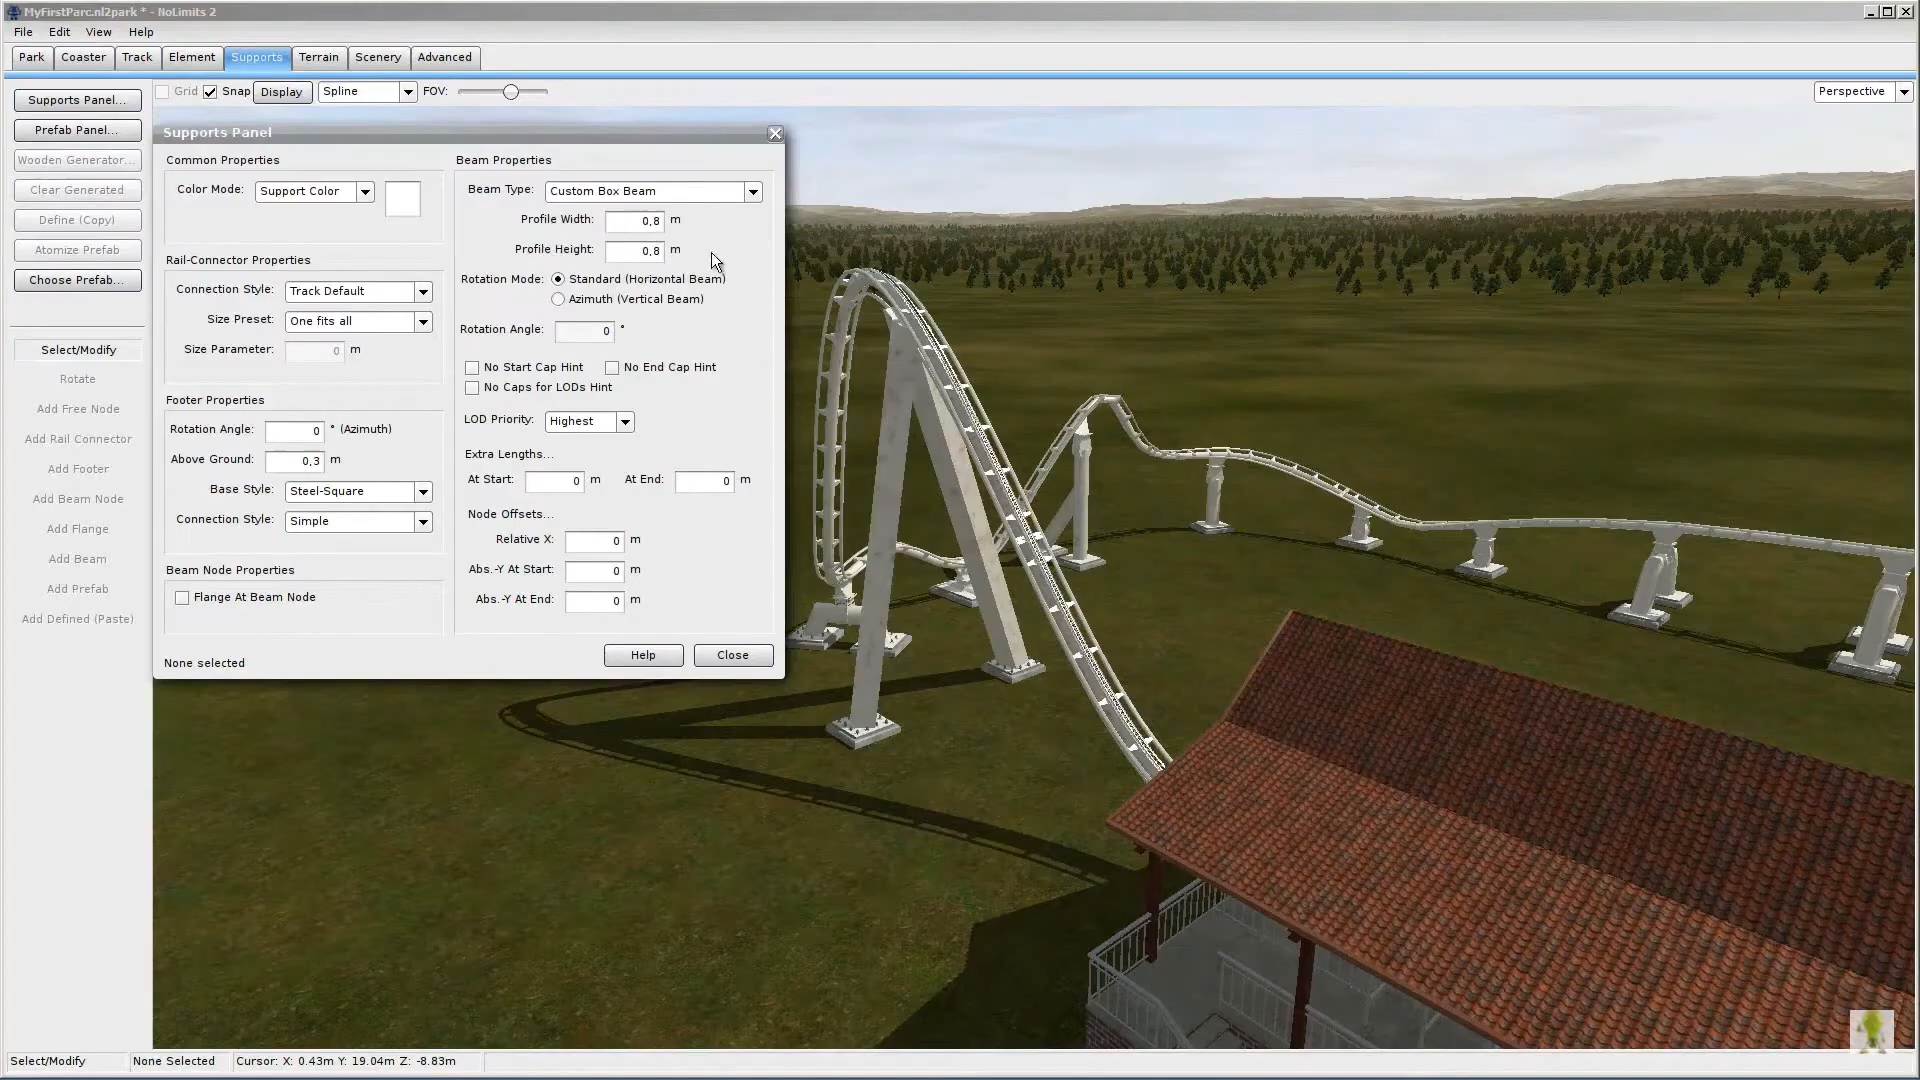 MyFirstParc.nl2park * - NoLimits 2
File Edit View Help
Park Coaster Track Element Supports Terrain Scenery Advanced
Supports Panel...
Prefab Panel...
Wooden Generator...
Clear Generated
Define (Copy)
Atomize Prefab
Choose Prefab...
Select/Modify
Rotate
Add Free Node
Add Rail Connector
Add Footer
Add Beam Node
Add Flange
Add Beam
Add Prefab
Add Defined (Paste)
Grid Snap Display Spline FOV: Perspective
Supports Panel
Common Properties
Color Mode: Support Color
Rail-Connector Properties
Connection Style: Track Default
Size Preset: One fits all
Size Parameter: 0 m
Footer Properties
Rotation Angle: 0 ° (Azimuth)
Above Ground: 0,3 m
Base Style: Steel-Square
Connection Style: Simple
Beam Node Properties
Flange At Beam Node
None selected
Beam Properties
Beam Type: Custom Box Beam
Profile Width: 0,8 m
Profile Height: 0,8 m
Rotation Mode: Standard (Horizontal Beam)
Azimuth (Vertical Beam)
Rotation Angle: 0 °
No Start Cap Hint No End Cap Hint
No Caps for LODs Hint
LOD Priority: Highest
Extra Lengths...
At Start: 0 m At End: 0 m
Node Offsets...
Relative X: 0 m
Abs.-Y At Start: 0 m
Abs.-Y At End: 0 m
Help Close
Select/Modify None Selected Cursor: X: 0.43m Y: 19.04m Z: -8.83m